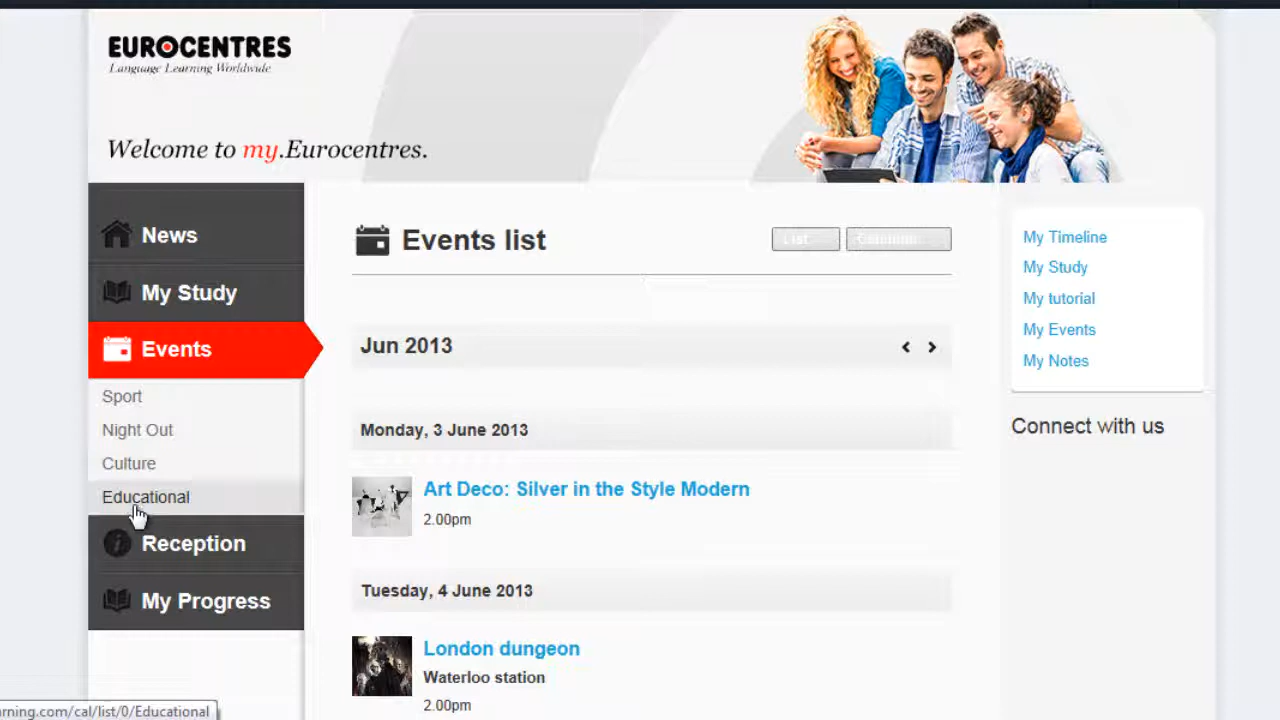 EUROCENTRES
Language Learning Worldwide
Welcome to my.Eurocentres.
News
My Study
Events
Sport
Night Out
Culture
Educational
Reception
My Progress
Events list
List
Jun 2013
Monday, 3 June 2013
Art Deco: Silver in the Style Modern
2.00pm
Tuesday, 4 June 2013
London dungeon
Waterloo station
2.00pm
My Timeline
My Study
My tutorial
My Events
My Notes
Connect with us
rning.com/cal/list/0/Educational